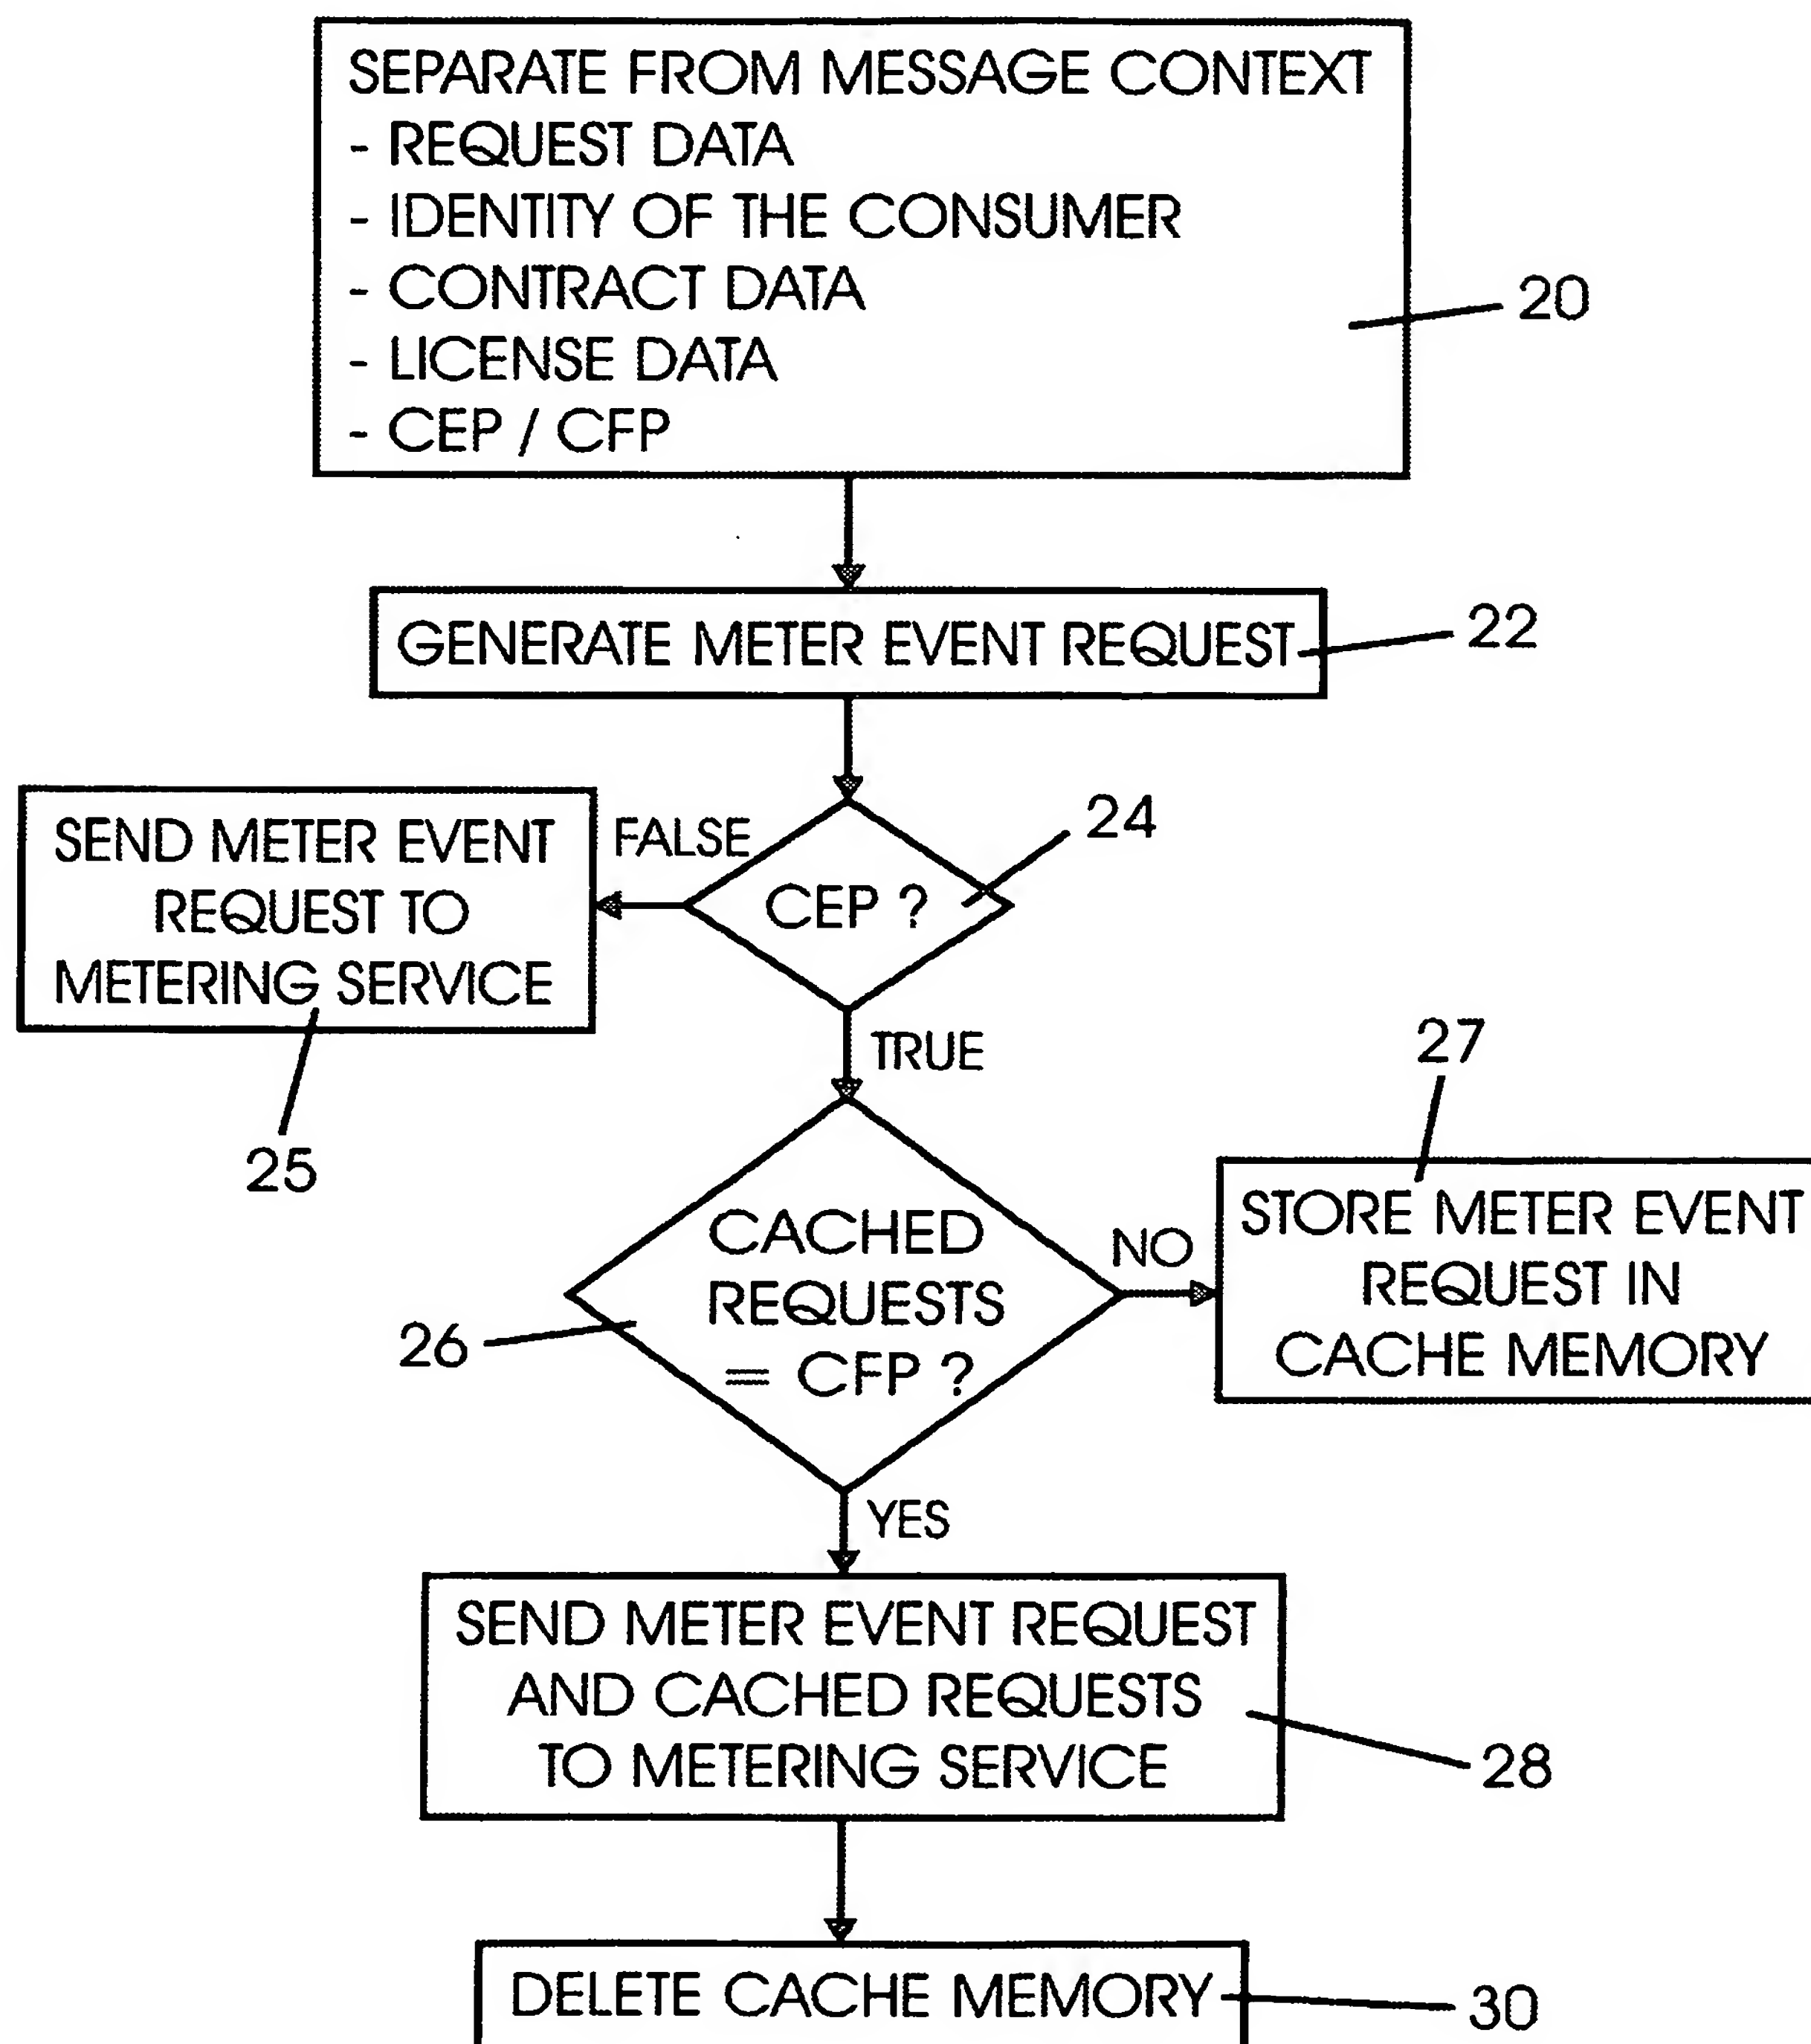 SEPARATE FROM MESSAGE CONTEXT
- REQUEST DATA
- IDENTITY OF THE CONSUMER
- CONTRACT DATA
- LICENSE DATA
- CEP / CFP
20
GENERATE METER EVENT REQUEST
22
SEND METER EVENT
REQUEST TO
METERING SERVICE
25
FALSE
CEP ?
24
TRUE
CACHED
REQUESTS
= CFP ?
26
NO
27
STORE METER EVENT
REQUEST IN
CACHE MEMORY
YES
SEND METER EVENT REQUEST
AND CACHED REQUESTS
TO METERING SERVICE
28
DELETE CACHE MEMORY
30